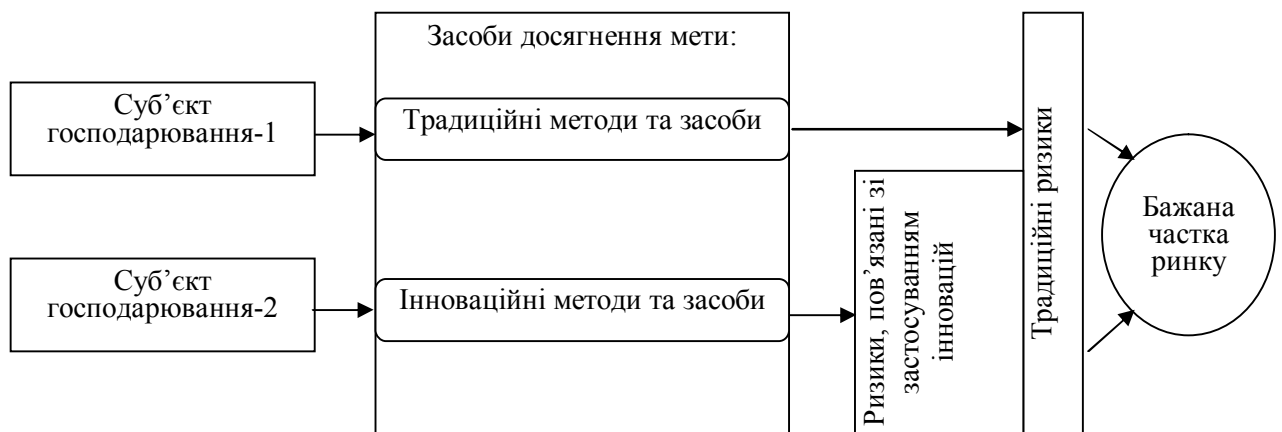 Засоби досягнення мети:
Суб’єкт
господарювання-1
Традиційні методи та засоби
Суб’єкт
господарювання-2
Інноваційні методи та засоби
Ризики, пов’язані зі
застосуванням
інновацій
Традиційні ризики
Бажана
частка
ринку